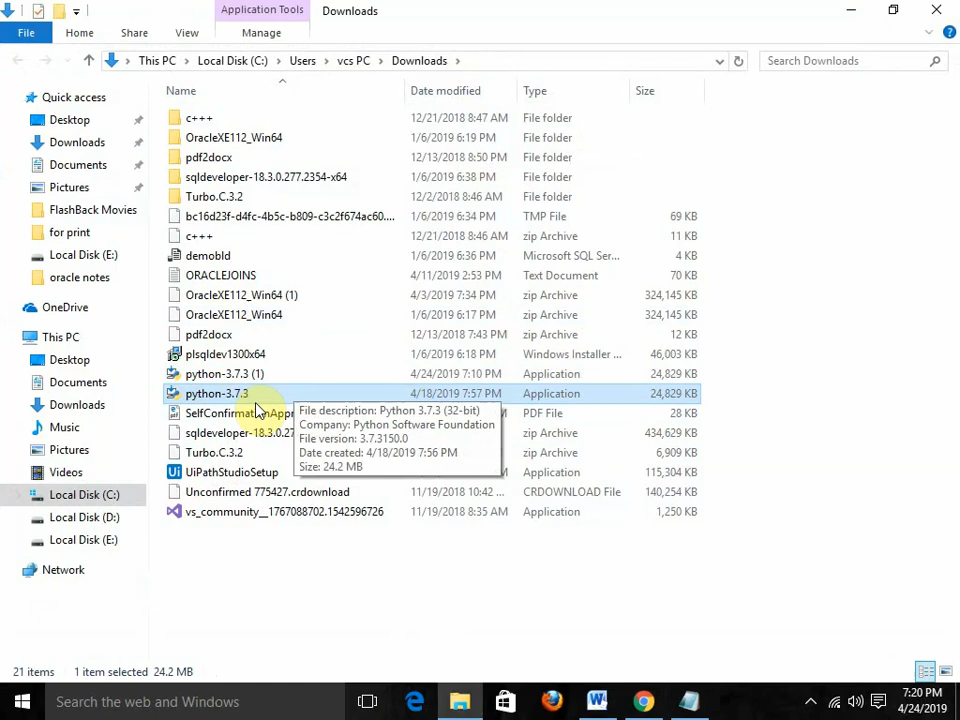 Application Tools
Downloads
File
Home
Share
View
Manage
This PC
Local Disk (C:)
Users
vcs PC
Downloads
Search Downloads
Name
Date modified
Type
Size
Quick access
Desktop
Downloads
Documents
Pictures
FlashBack Movies
for print
Local Disk (E:)
oracle notes
OneDrive
This PC
Desktop
Documents
Downloads
Music
Pictures
Videos
Local Disk (C:)
Local Disk (D:)
Local Disk (E:)
Network
c+++ 12/21/2018 8:47 AM File folder
OracleXE112_Win64 1/6/2019 6:19 PM File folder
pdf2docx 12/13/2018 8:50 PM File folder
sqldeveloper-18.3.0.277.2354-x64 1/6/2019 6:38 PM File folder
Turbo.C.3.2 12/2/2018 8:46 AM File folder
bc16d23f-d4fc-4b5c-b809-c3c2f674ac60.... 1/6/2019 6:34 PM TMP File 69 KB
c+++ 12/21/2018 8:46 AM zip Archive 11 KB
demobld 1/6/2019 6:36 PM Microsoft SQL Ser... 4 KB
ORACLEJOINS 4/11/2019 2:53 PM Text Document 70 KB
OracleXE112_Win64 (1) 4/3/2019 7:34 PM zip Archive 324,145 KB
OracleXE112_Win64 1/6/2019 6:17 PM zip Archive 324,145 KB
pdf2docx 12/13/2018 7:43 PM zip Archive 12 KB
plsqldev1300x64 1/6/2019 6:18 PM Windows Installer ... 46,003 KB
python-3.7.3 (1) 4/24/2019 7:10 PM Application 24,829 KB
python-3.7.3 4/18/2019 7:57 PM Application 24,829 KB
SelfConfirmationAppr PDF File 28 KB
sqldeveloper-18.3.0.27 zip Archive 434,629 KB
Turbo.C.3.2 zip Archive 6,909 KB
UiPathStudioSetup Application 115,304 KB
Unconfirmed 775427.crdownload 11/19/2018 10:42 ... CRDOWNLOAD File 140,254 KB
vs_community__1767088702.1542596726 11/19/2018 8:35 AM Application 1,250 KB
File description: Python 3.7.3 (32-bit)
Company: Python Software Foundation
File version: 3.7.3150.0
Date created: 4/18/2019 7:56 PM
Size: 24.2 MB
21 items
1 item selected 24.2 MB
Search the web and Windows
7:20 PM
4/24/2019